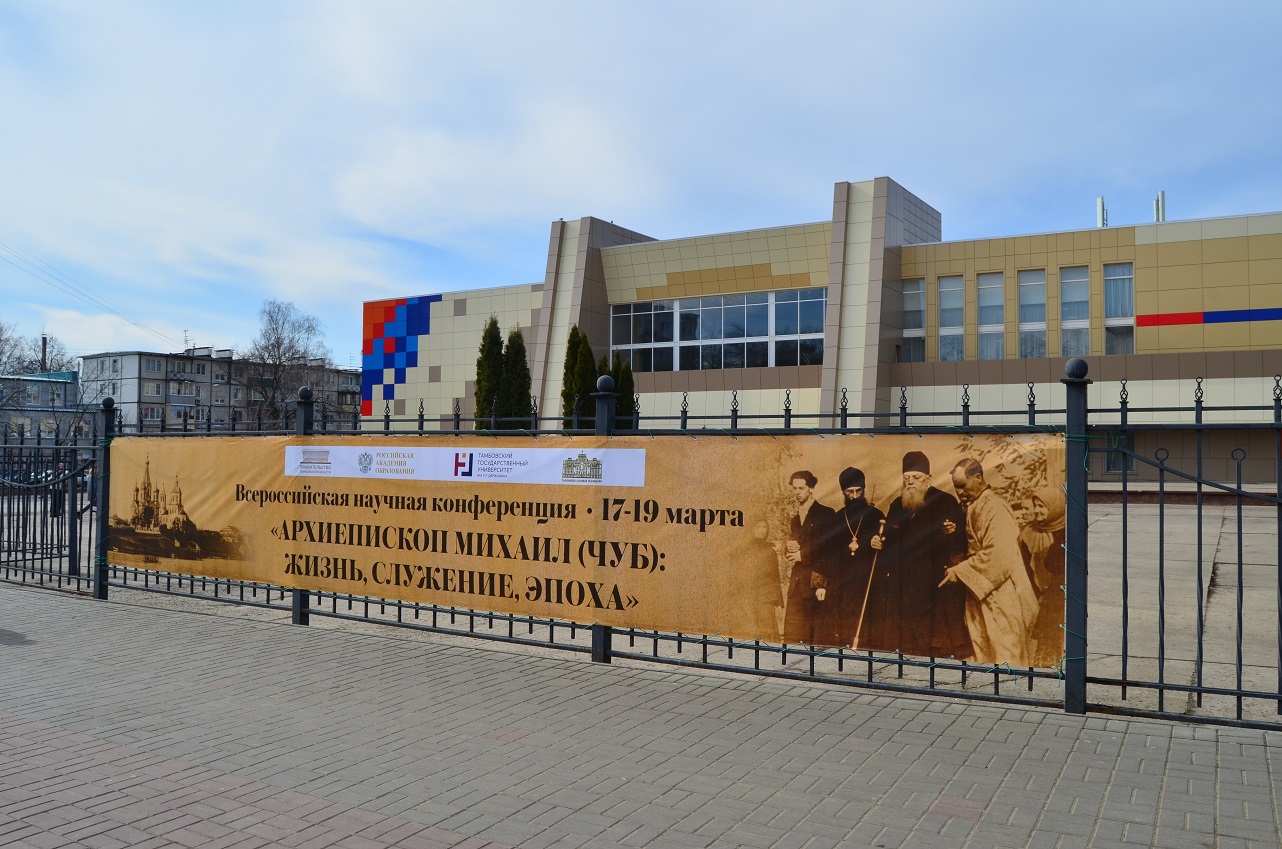 РОССИЙСКАЯ
АКАДЕМИЯ
ОБРАЗОВАНИЯ
ТАМБОВСКИЙ
ГОСУДАРСТВЕННЫЙ
УНИВЕРСИТЕТ
Всероссийская научная конференция · 17-19 марта
«АРХИЕПИСКОП МИХАИЛ (ЧУБ):
ЖИЗНЬ, СЛУЖЕНИЕ, ЭПОХА»